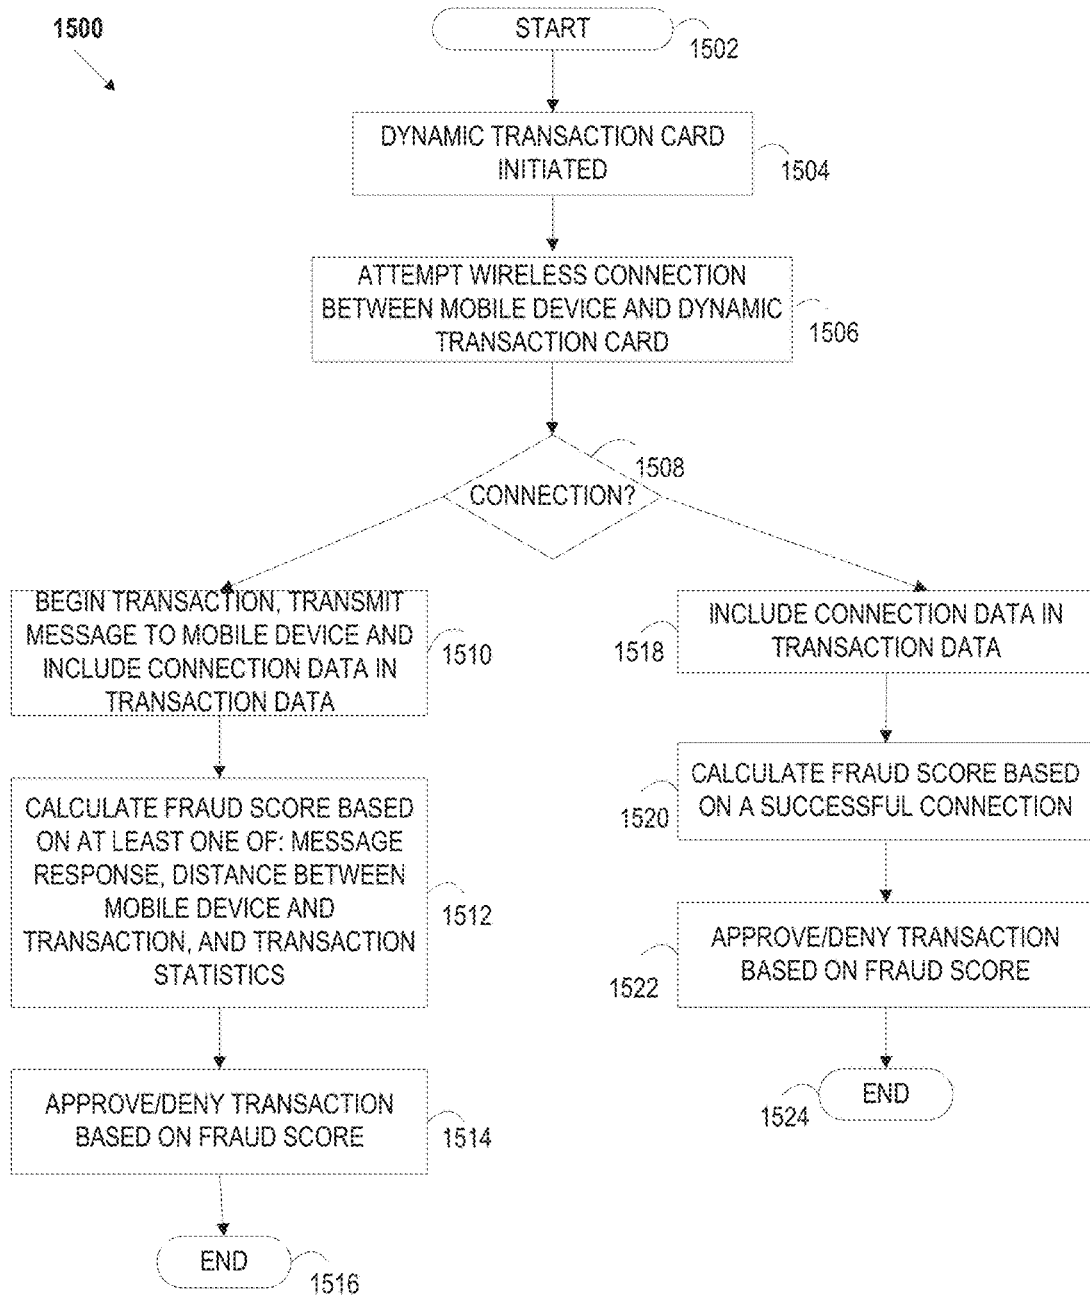 1500
START
1502
DYNAMIC TRANSACTION CARD
INITIATED
1504
ATTEMPT WIRELESS CONNECTION
BETWEEN MOBILE DEVICE AND DYNAMIC
TRANSACTION CARD
1506
1508
CONNECTION?
BEGIN TRANSACTION, TRANSMIT
MESSAGE TO MOBILE DEVICE AND
INCLUDE CONNECTION DATA IN
TRANSACTION DATA
1510
CALCULATE FRAUD SCORE BASED
ON AT LEAST ONE OF: MESSAGE
RESPONSE, DISTANCE BETWEEN
MOBILE DEVICE AND
TRANSACTION, AND TRANSACTION
STATISTICS
1512
APPROVE/DENY TRANSACTION
BASED ON FRAUD SCORE
1514
END
1516
INCLUDE CONNECTION DATA IN
TRANSACTION DATA
1518
CALCULATE FRAUD SCORE BASED
ON A SUCCESSFUL CONNECTION
1520
APPROVE/DENY TRANSACTION
BASED ON FRAUD SCORE
1522
END
1524